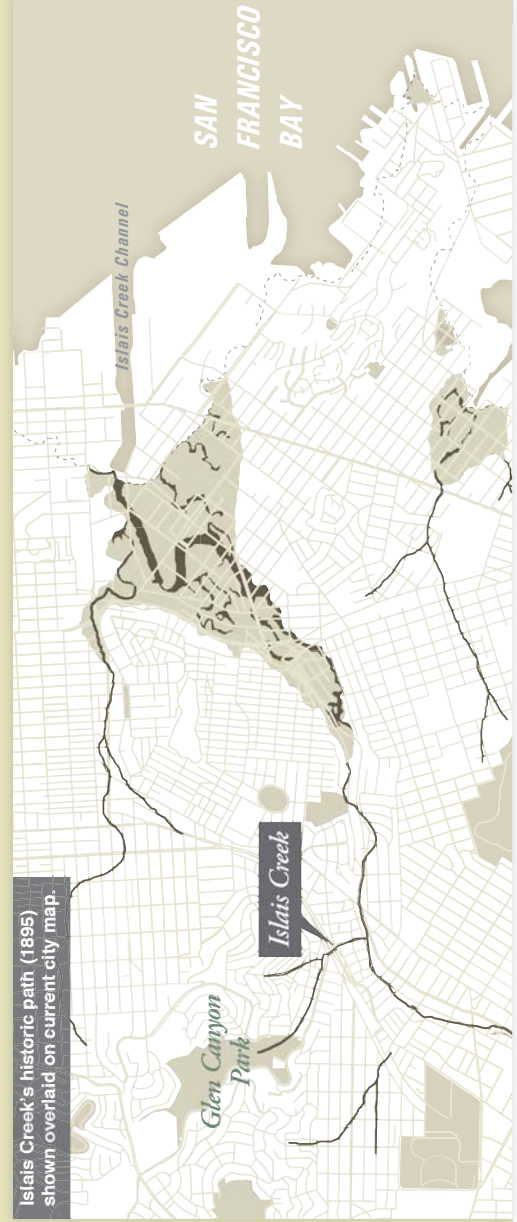 Islais Creek's historic path (1895)
shown overlaid on current city map.
Glen Canyon
Park
Islais Creek
Islais Creek Channel
SAN
FRANCISCO
BAY